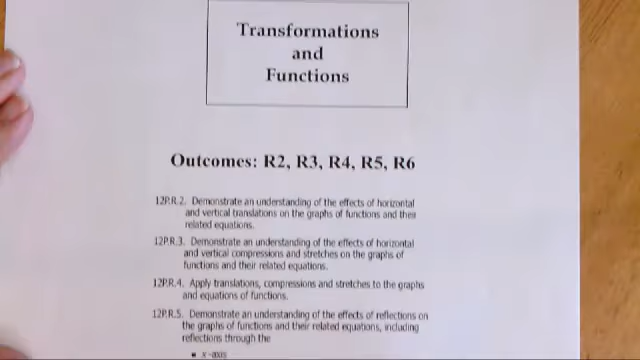 Transformations
and
Functions
Outcomes: R2, R3, R4, R5, R6
12P.R.2. Demonstrate an understanding of the effects of horizontal
and vertical translations on the graphs of functions and their
related equations.
12P.R.3. Demonstrate an understanding of the effects of horizontal
and vertical compressions and stretches on the graphs of
functions and their related equations.
12P.R.4. Apply translations, compressions and stretches to the graphs
and equations of functions.
12P.R.5. Demonstrate an understanding of the effects of reflections on
the graphs of functions and their related equations, including
reflections through the
▪ x-axis